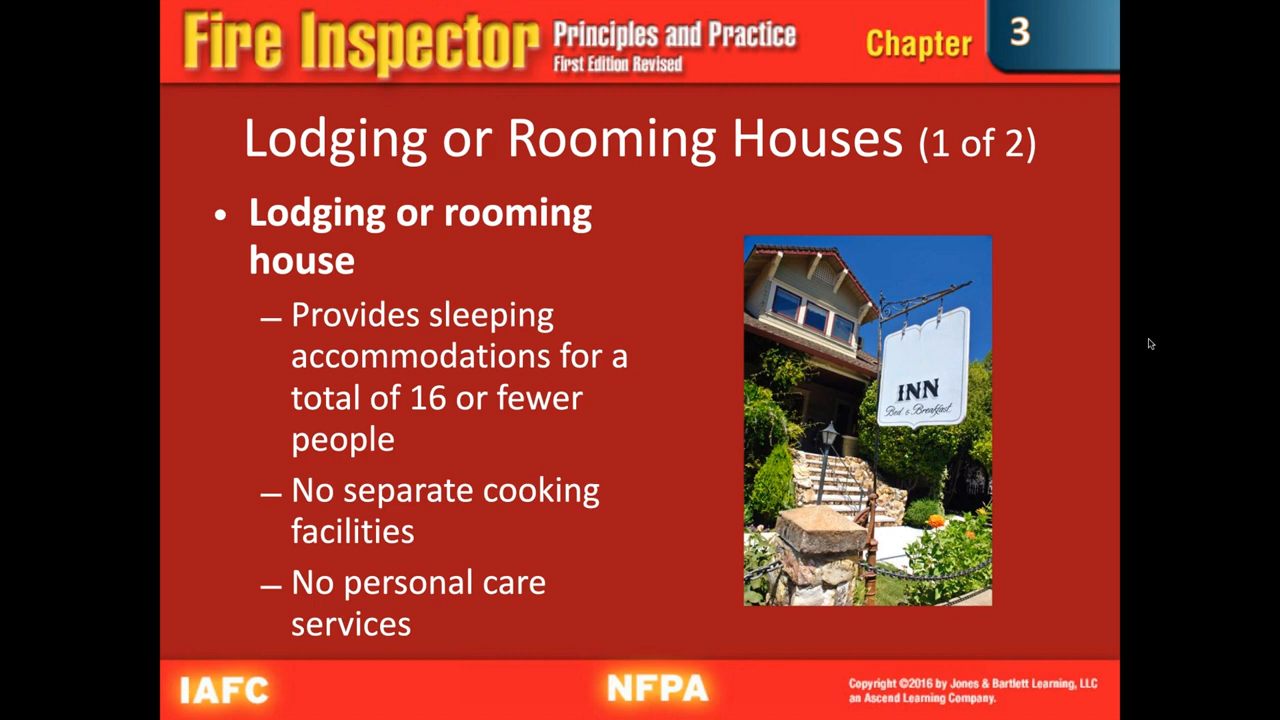 Fire Inspector
Principles and Practice
First Edition Revised
Chapter
3
Lodging or Rooming Houses (1 of 2)
• Lodging or rooming
house
– Provides sleeping
accommodations for a
total of 16 or fewer
people
– No separate cooking
facilities
– No personal care
services
INN
Bed & Breakfast
IAFC
NFPA
Copyright ©2016 by Jones & Bartlett Learning, LLC
an Ascend Learning Company.